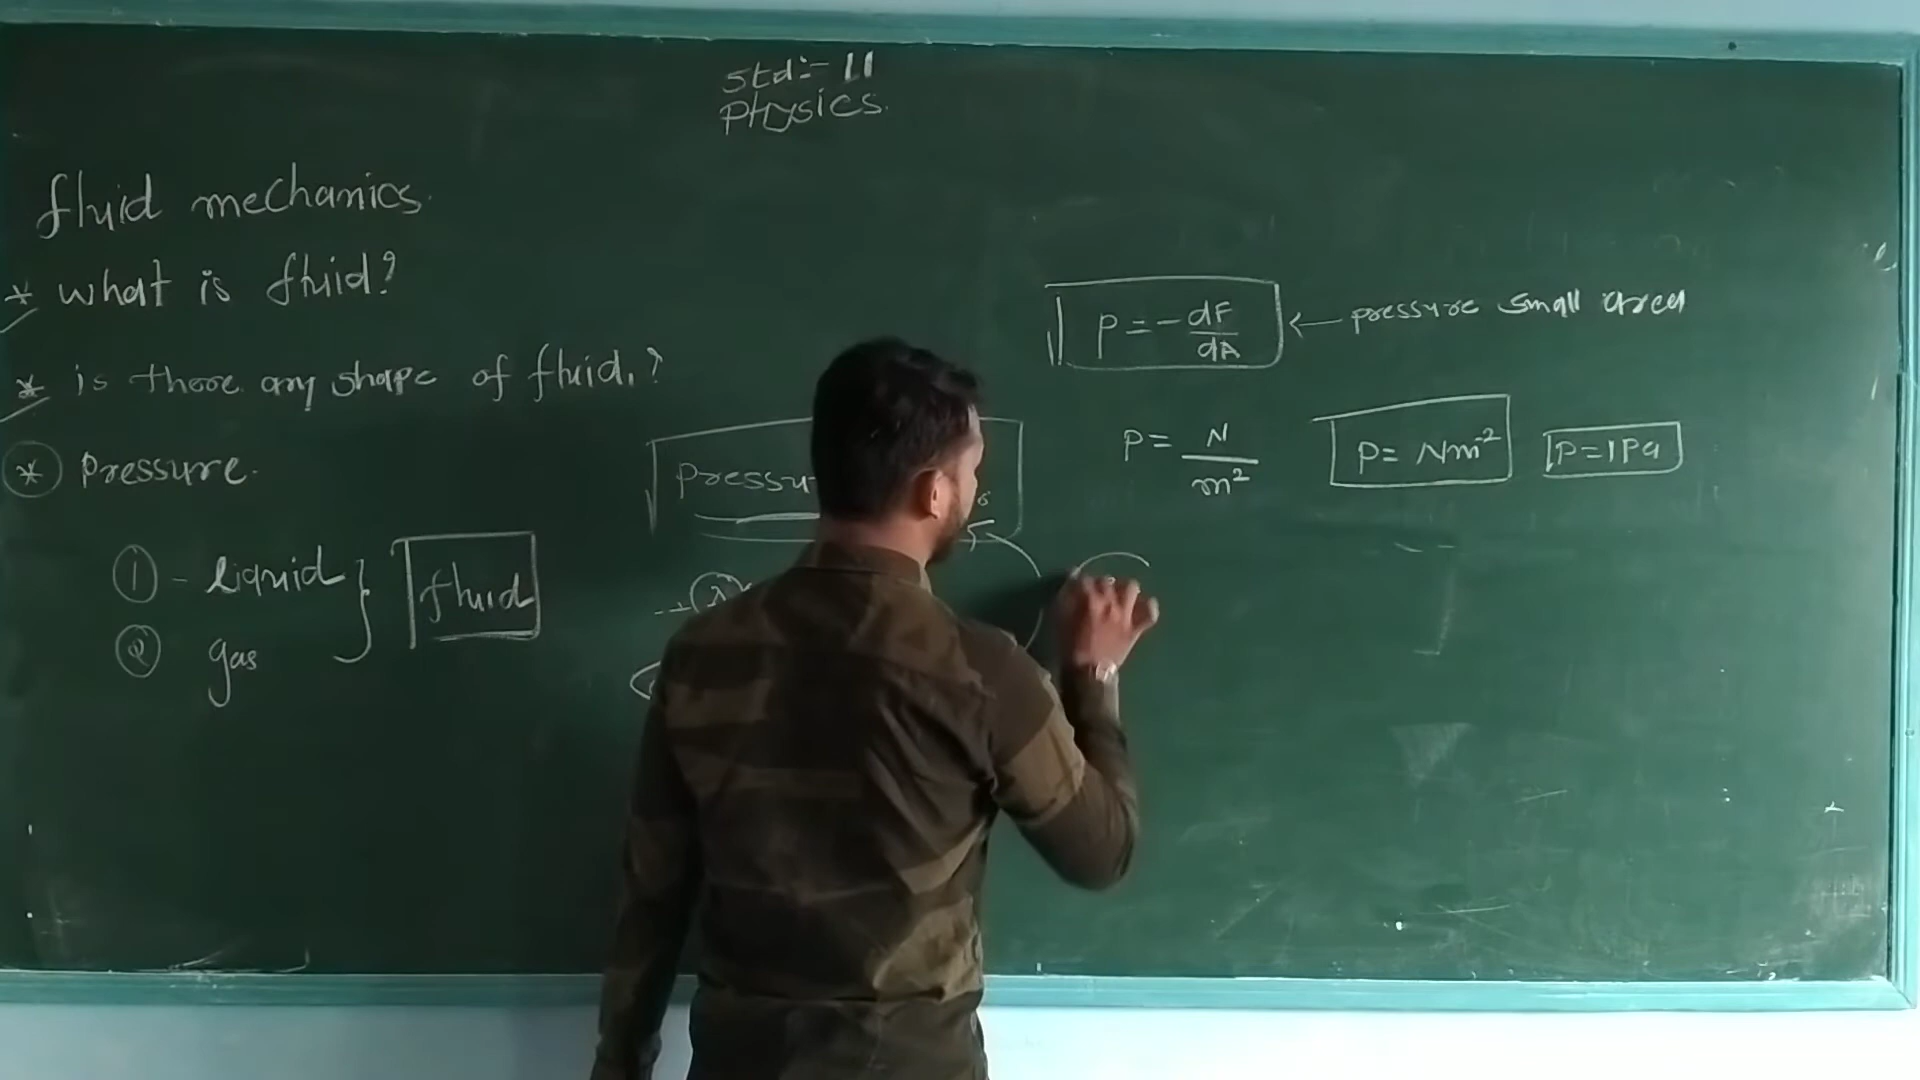 Std:- 11
Physics.
fluid mechanics.
* what is fluid?
* is there any shape of fluid.?
* Pressure.
1 - Liquid } fluid
2 gas
P = - dF/dA ← pressure small area
P = N/m² P = Nm⁻² P = 1Pa